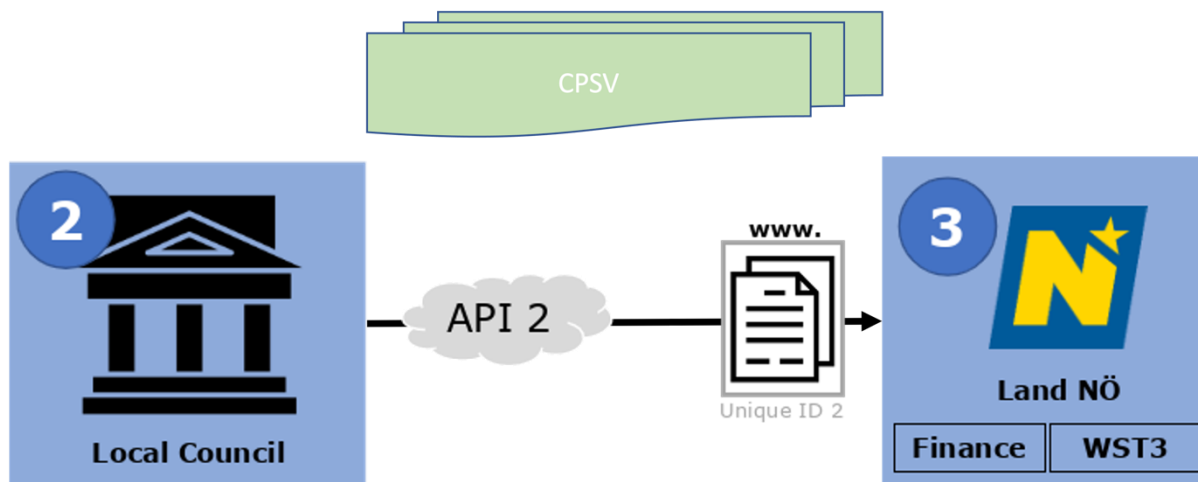 CPSV
2
Local Council
API 2
www.
Unique ID 2
3
N
Land NÖ
Finance
WST3